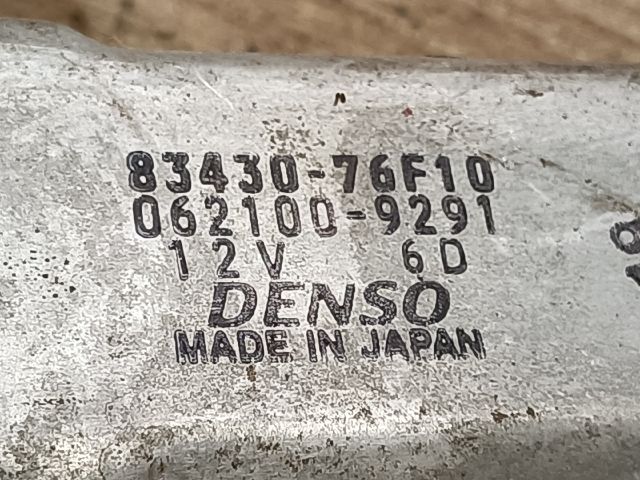 83430-76F10
062100-9291
12V 6D
DENSO
MADE IN JAPAN